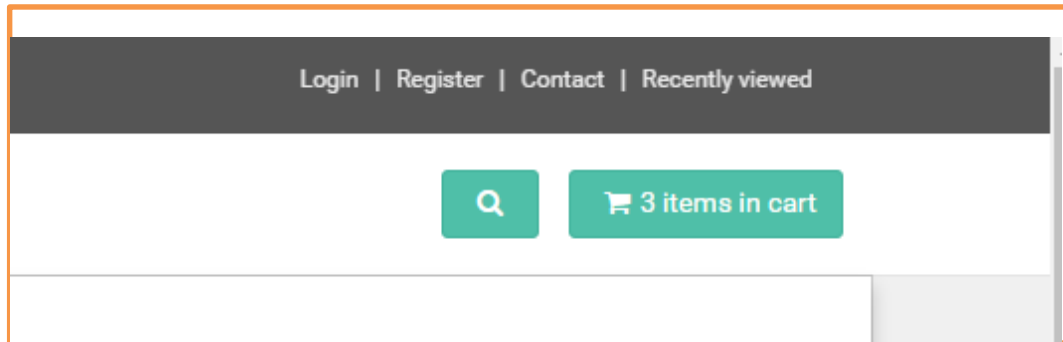 Login | Register | Contact | Recently viewed
3 items in cart